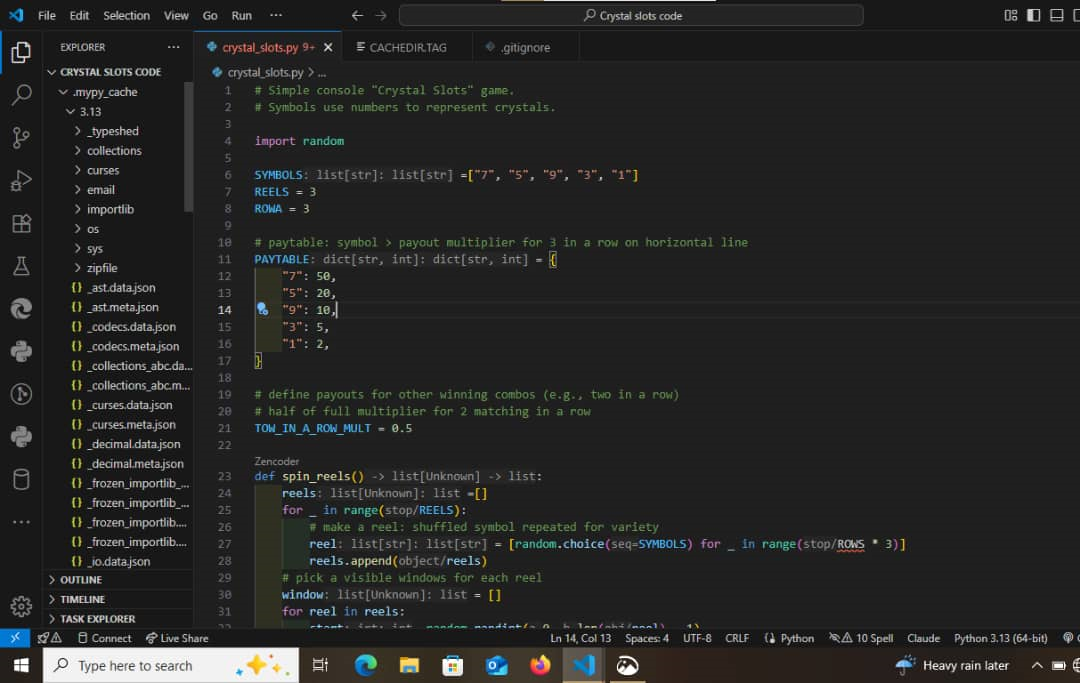 File Edit Selection View Go Run ··· Crystal slots code
EXPLORER ···
CRYSTAL SLOTS CODE
.mypy_cache
3.13
_typeshed
collections
curses
email
importlib
os
sys
zipfile
{} _ast.data.json
{} _ast.meta.json
{} _codecs.data.json
{} _codecs.meta.json
{} _collections_abc.da...
{} _collections_abc.m...
{} _curses.data.json
{} _curses.meta.json
{} _decimal.data.json
{} _decimal.meta.json
{} _frozen_importlib_...
{} _frozen_importlib_...
{} _frozen_importlib....
{} _frozen_importlib....
{} _io.data.json
OUTLINE
TIMELINE
TASK EXPLORER
crystal_slots.py 9+ CACHEDIR.TAG .gitignore
crystal_slots.py > ...
1 # Simple console "Crystal Slots" game.
2 # Symbols use numbers to represent crystals.
3
4 import random
5
6 SYMBOLS: list[str]: list[str] =["7", "5", "9", "3", "1"]
7 REELS = 3
8 ROWA = 3
9
10 # paytable: symbol > payout multiplier for 3 in a row on horizontal line
11 PAYTABLE: dict[str, int]: dict[str, int] = {
12 "7": 50,
13 "5": 20,
14 "9": 10,
15 "3": 5,
16 "1": 2,
17 }
18
19 # define payouts for other winning combos (e.g., two in a row)
20 # half of full multiplier for 2 matching in a row
21 TOW_IN_A_ROW_MULT = 0.5
22
Zencoder
23 def spin_reels() -> list[Unknown] -> list:
24 reels: list[Unknown]: list =[]
25 for _ in range(stop/REELS):
26 # make a reel: shuffled symbol repeated for variety
27 reel: list[str]: list[str] = [random.choice(seq=SYMBOLS) for _ in range(stop/ROWS * 3)]
28 reels.append(object/reels)
29 # pick a visible windows for each reel
30 window: list[Unknown]: list = []
31 for reel in reels:
Connect Live Share Ln 14, Col 13 Spaces: 4 UTF-8 CRLF Python 10 Spell Claude Python 3.13 (64-bit)
Type here to search Heavy rain later